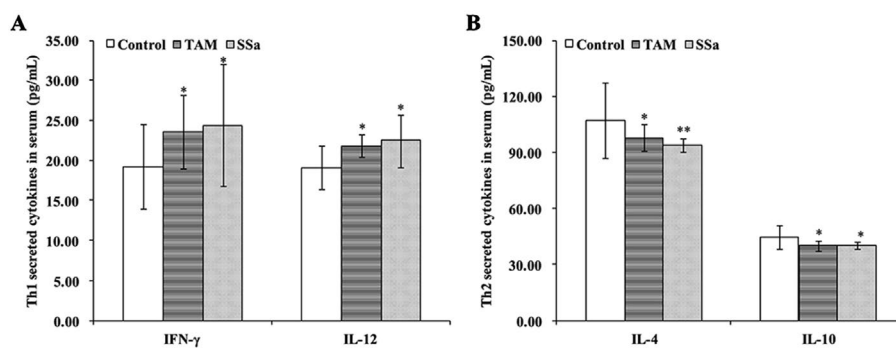 A
Th1 secreted cytokines in serum (pg/mL)
35.00
30.00
25.00
20.00
15.00
10.00
5.00
0.00
Control TAM SSa
* * * *
IFN-γ IL-12
B
Th2 secreted cytokines in serum (pg/mL)
150.00
120.00
90.00
60.00
30.00
0.00
Control TAM SSa
* ** * *
IL-4 IL-10